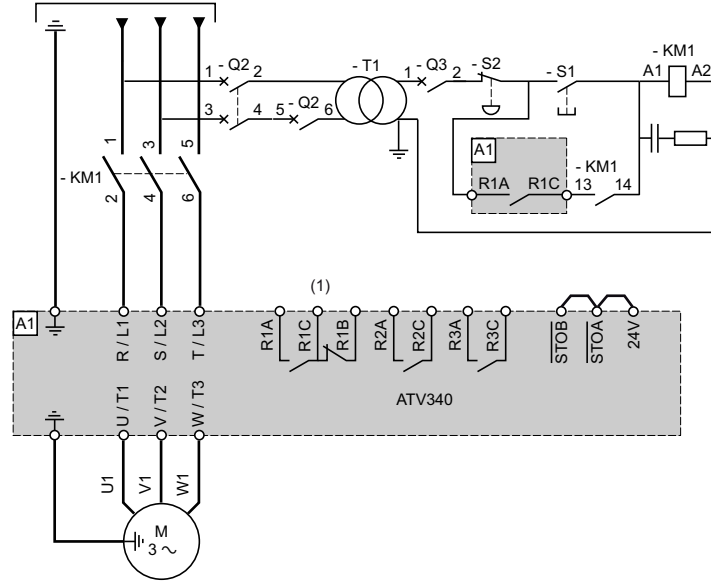 - Q2
1
2
- T1
1
- Q3
2
- S2
- S1
- KM1
A1
A2
3
4
5
- Q2
6
1
3
5
- KM1
2
4
6
A1
R1A
R1C
- KM1
13
14
(1)
A1
R / L1
S / L2
T / L3
R1A
R1C
R1B
R2A
R2C
R3A
R3C
STOB
STOA
24V
U / T1
V / T2
W / T3
ATV340
U1
V1
W1
M
3 ~